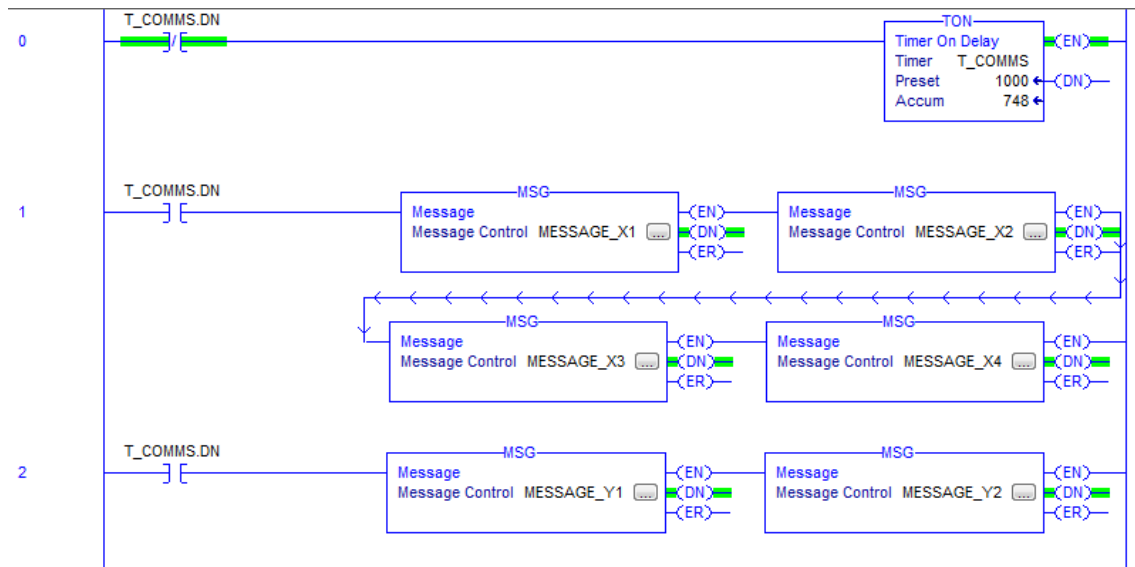 T_COMMS.DN
TON
0
Timer On Delay
(EN)
Timer T_COMMS
Preset 1000
(DN)
Accum 748
T_COMMS.DN
MSG
MSG
1
Message
(EN)
Message
(EN)
Message Control MESSAGE_X1 ...
(DN)
Message Control MESSAGE_X2 ...
(DN)
(ER)
(ER)
MSG
MSG
Message
(EN)
Message
(EN)
Message Control MESSAGE_X3 ...
(DN)
Message Control MESSAGE_X4 ...
(DN)
(ER)
(ER)
T_COMMS.DN
MSG
MSG
2
Message
(EN)
Message
(EN)
Message Control MESSAGE_Y1 ...
(DN)
Message Control MESSAGE_Y2 ...
(DN)
(ER)
(ER)